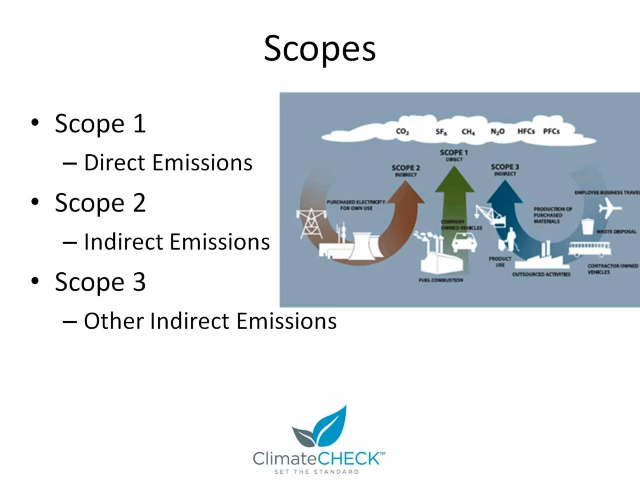 Scopes
• Scope 1
– Direct Emissions
• Scope 2
– Indirect Emissions
• Scope 3
– Other Indirect Emissions
CO₂ SF₆ CH₄ N₂O HFCs PFCs
SCOPE 1
DIRECT
SCOPE 2
INDIRECT
SCOPE 3
INDIRECT
PURCHASED ELECTRICITY
FOR OWN USE
COMPANY
OWNED VEHICLES
FUEL COMBUSTION
EMPLOYEE BUSINESS TRAVEL
PRODUCTION OF
PURCHASED
MATERIALS
WASTE DISPOSAL
PRODUCT
USE
OUTSOURCED ACTIVITIES
CONTRACTOR OWNED
VEHICLES
ClimateCHECK™
SET THE STANDARD